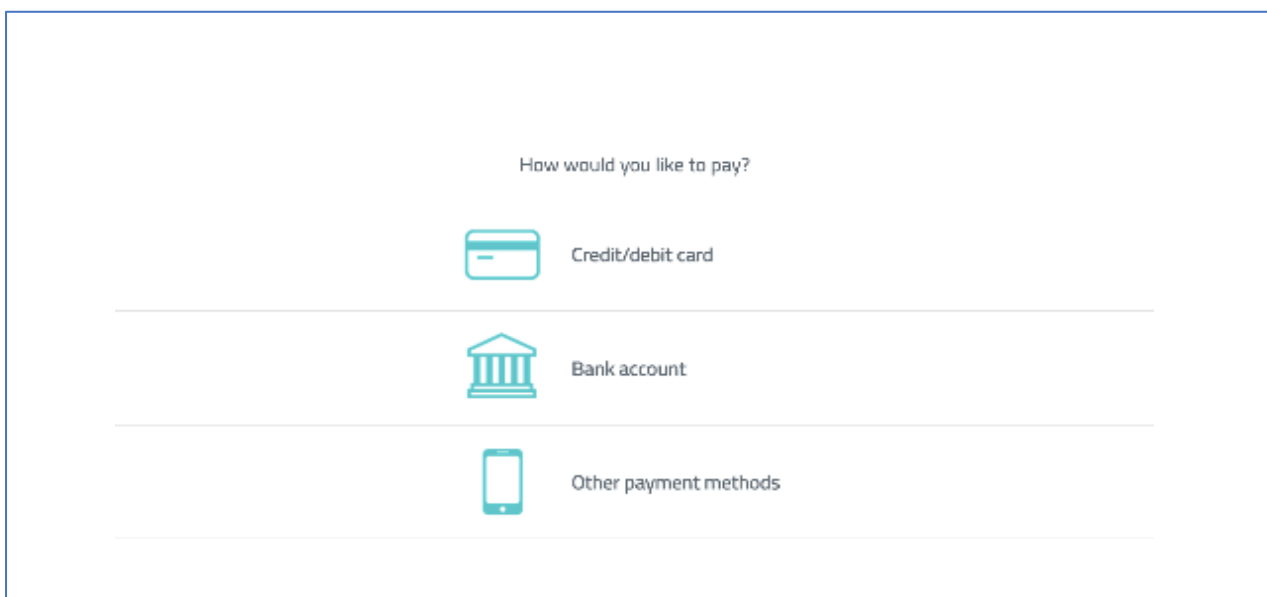 How would you like to pay?
Credit/debit card
Bank account
Other payment methods